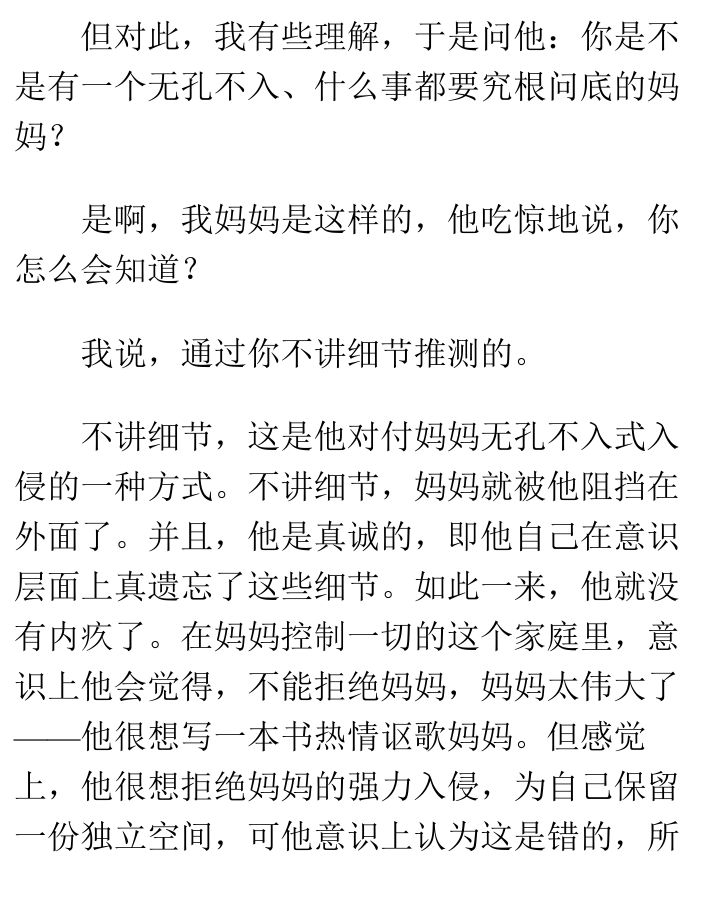 但对此，我有些理解，于是问他：你是不
是有一个无孔不入、什么事都要究根问底的妈
妈？
是啊，我妈妈是这样的，他吃惊地说，你
怎么会知道？
我说，通过你不讲细节推测的。
不讲细节，这是他对付妈妈无孔不入式入
侵的一种方式。不讲细节，妈妈就被他阻挡在
外面了。并且，他是真诚的，即他自己在意识
层面上真遗忘了这些细节。如此一来，他就没
有内疚了。在妈妈控制一切的这个家庭里，意
识上他会觉得，不能拒绝妈妈，妈妈太伟大了
——他很想写一本书热情讴歌妈妈。但感觉
上，他很想拒绝妈妈的强力入侵，为自己保留
一份独立空间，可他意识上认为这是错的，所